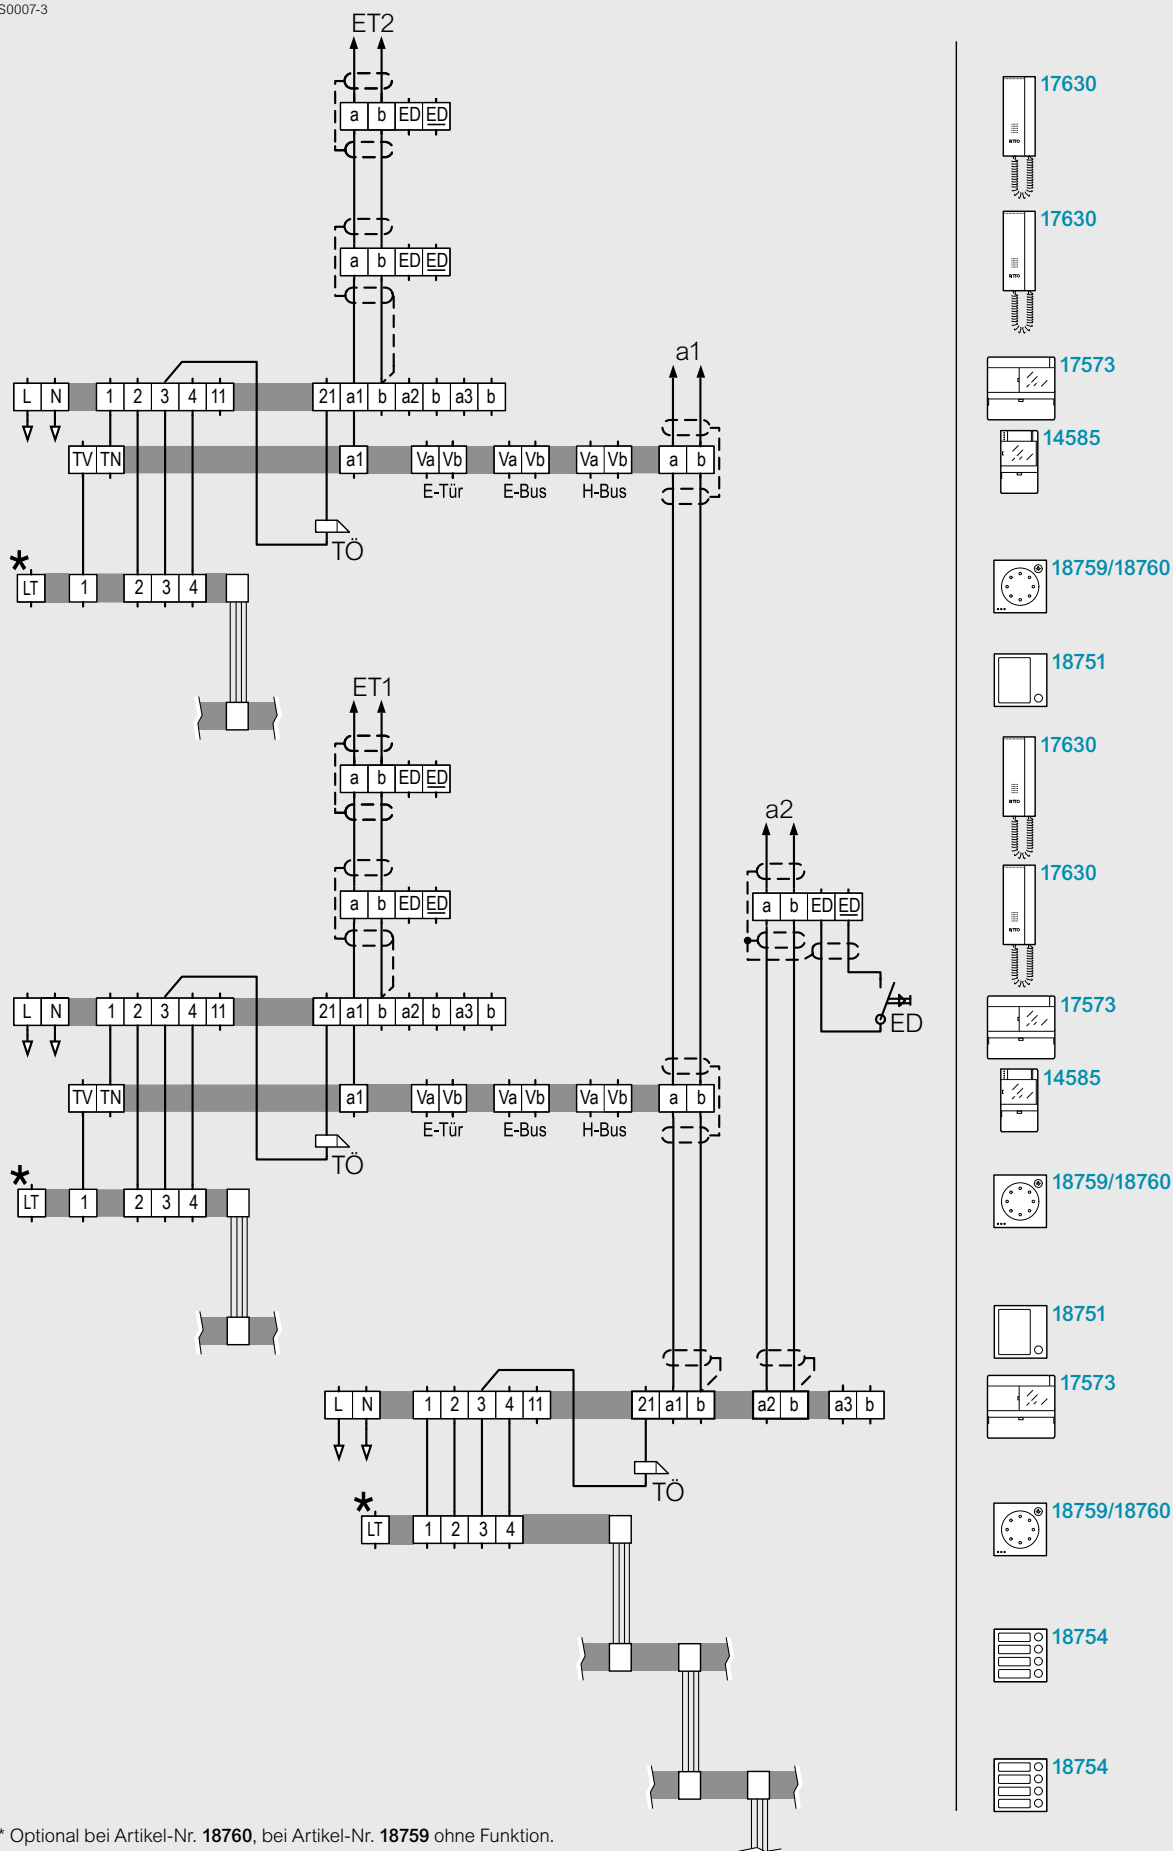 S0007-3
ET2
a b ED ED
17630
a b ED ED
17630
a1
17573
L N 1 2 3 4 11 21 a1 b a2 b a3 b
14585
TV TN a1 Va Vb Va Vb Va Vb a b
E-Tür E-Bus H-Bus
TÖ
* LT 1 2 3 4
18759/18760
18751
ET1
17630
a b ED ED
a2
17630
a b ED ED
a b ED ED
L N 1 2 3 4 11 21 a1 b a2 b a3 b
17573
ED
14585
TV TN a1 Va Vb Va Vb Va Vb a b
E-Tür E-Bus H-Bus
TÖ
* LT 1 2 3 4
18759/18760
18751
17573
L N 1 2 3 4 11 21 a1 b a2 b a3 b
TÖ
* LT 1 2 3 4
18759/18760
18754
18754
* Optional bei Artikel-Nr. 18760, bei Artikel-Nr. 18759 ohne Funktion.